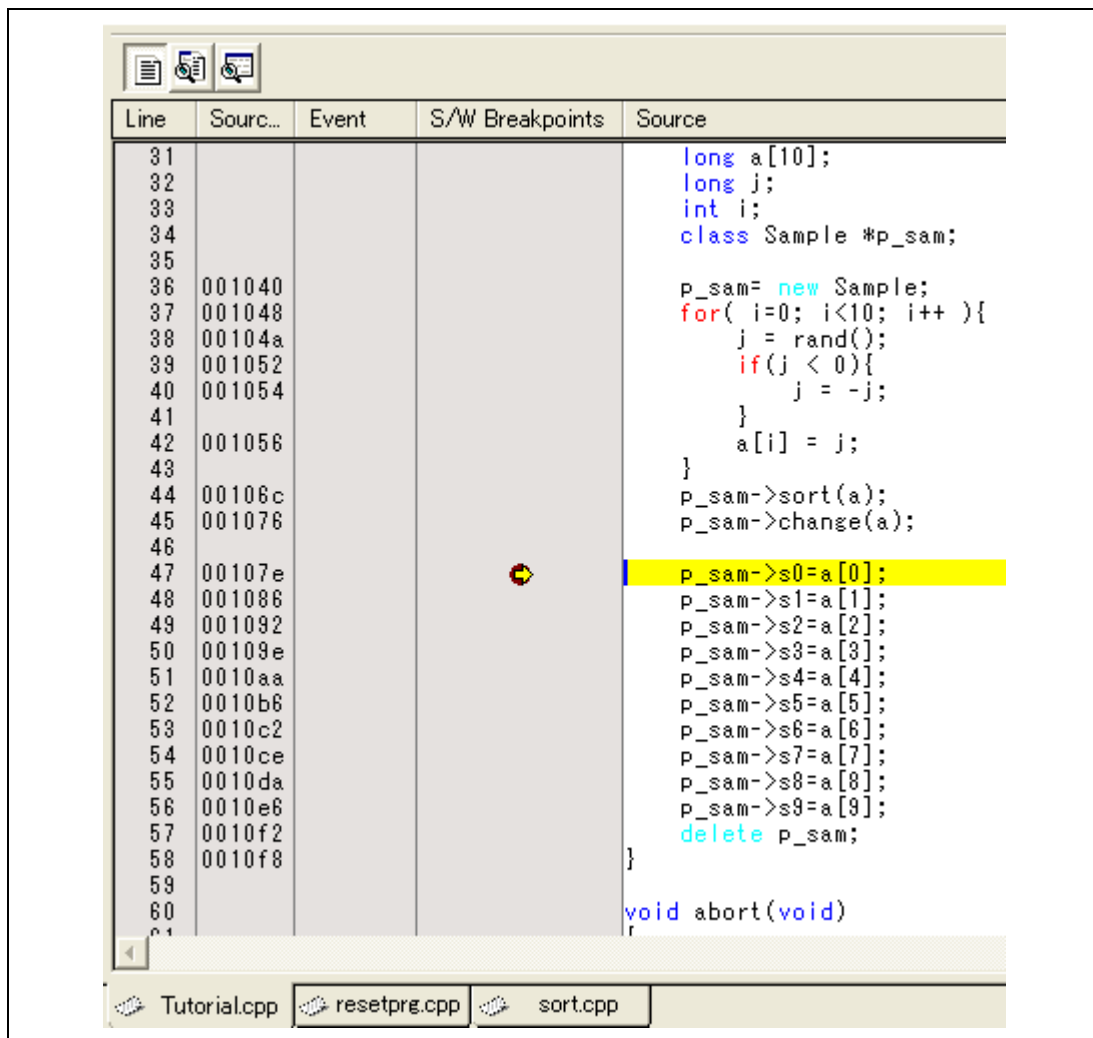 Line Sourc... Event S/W Breakpoints Source
31 long a[10];
32 long j;
33 int i;
34 class Sample *p_sam;
35
36 001040 p_sam= new Sample;
37 001048 for( i=0; i<10; i++ ){
38 00104a j = rand();
39 001052 if(j < 0){
40 001054 j = -j;
41 }
42 001056 a[i] = j;
43 }
44 00106c p_sam->sort(a);
45 001076 p_sam->change(a);
46
47 00107e p_sam->s0=a[0];
48 001086 p_sam->s1=a[1];
49 001092 p_sam->s2=a[2];
50 00109e p_sam->s3=a[3];
51 0010aa p_sam->s4=a[4];
52 0010b6 p_sam->s5=a[5];
53 0010c2 p_sam->s6=a[6];
54 0010ce p_sam->s7=a[7];
55 0010da p_sam->s8=a[8];
56 0010e6 p_sam->s9=a[9];
57 0010f2 delete p_sam;
58 0010f8 }
59
60 void abort(void)
61 {
Tutorial.cpp resetprg.cpp sort.cpp